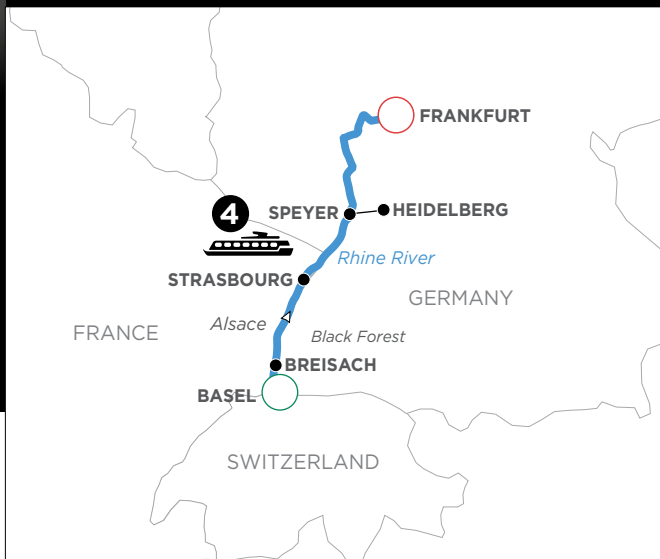 FRANKFURT
4
SPEYER
HEIDELBERG
Rhine River
STRASBOURG
GERMANY
Alsace
FRANCE
Black Forest
BREISACH
BASEL
SWITZERLAND